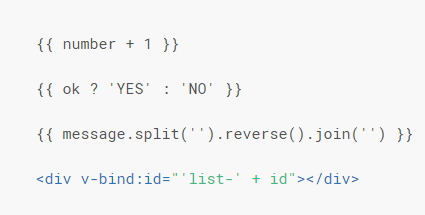 {{ number + 1 }}
{{ ok ? 'YES' : 'NO' }}
{{ message.split('').reverse().join('') }}
<div v-bind:id="'list-' + id"></div>